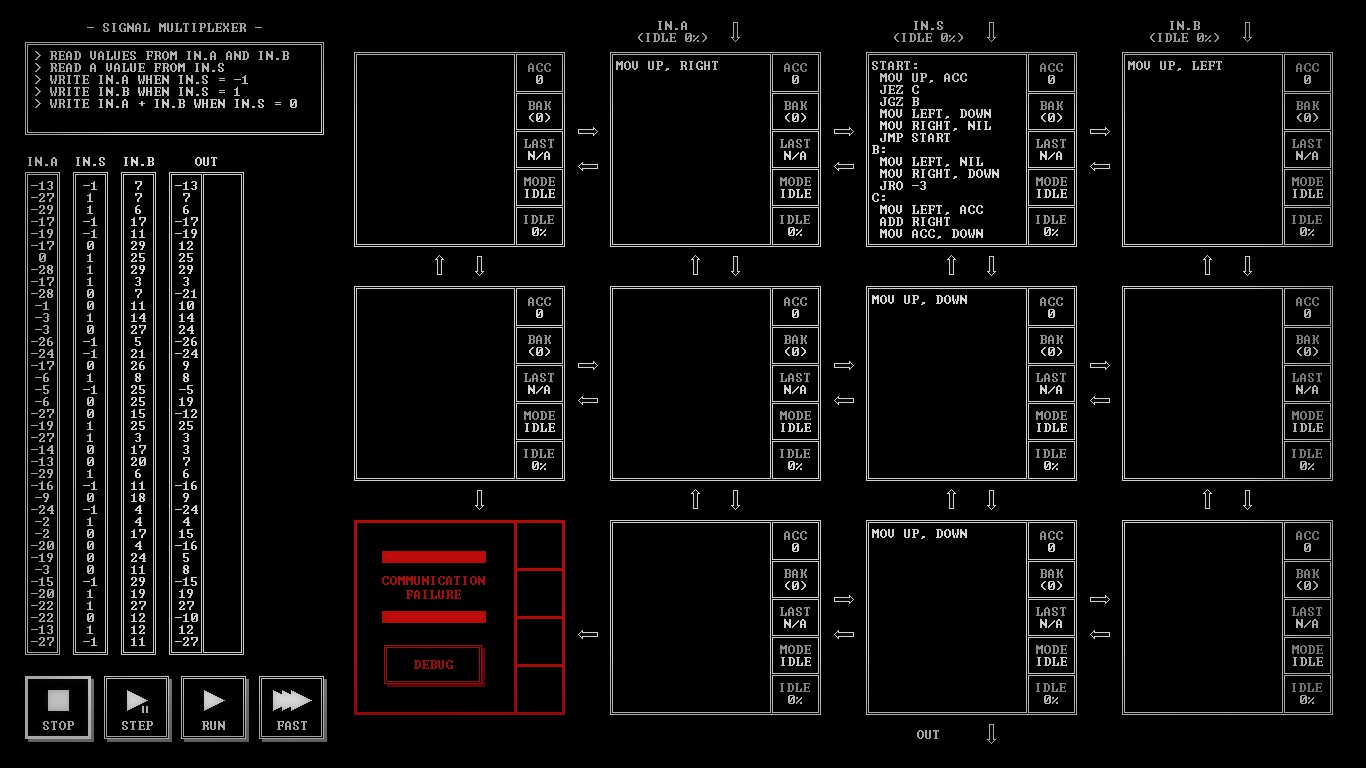 - SIGNAL MULTIPLEXER -
> READ VALUES FROM IN.A AND IN.B
> READ A VALUE FROM IN.S
> WRITE IN.A WHEN IN.S = -1
> WRITE IN.B WHEN IN.S = 1
> WRITE IN.A + IN.B WHEN IN.S = 0
IN.A IN.S IN.B OUT
-13 -1 7 -13
-27 1 7 7
-29 1 6 6
-17 -1 17 -17
-19 -1 11 -19
-17 0 29 12
0 1 25 25
-28 1 29 29
-17 1 3 3
-28 0 7 -21
-1 0 11 10
-3 1 14 14
-3 0 27 24
-26 -1 5 -26
-24 -1 21 -24
-17 0 26 9
-6 1 8 8
-5 -1 25 -5
-6 0 25 19
-27 0 15 -12
-19 1 25 25
-27 1 3 3
-14 0 17 3
-13 0 20 7
-29 1 6 6
-16 -1 11 -16
-9 0 18 9
-24 -1 4 -24
-2 1 4 4
-2 0 17 15
-20 0 4 -16
-19 0 24 5
-3 0 11 8
-15 -1 29 -15
-20 1 19 19
-22 1 27 27
-22 0 12 -10
-13 1 12 12
-27 -1 11 -27
STOP
STEP
RUN
FAST
IN.A
(IDLE 0%)
IN.S
(IDLE 0%)
IN.B
(IDLE 0%)
ACC
0
BAK
(0)
LAST
N/A
MODE
IDLE
IDLE
0%
MOV UP, RIGHT
ACC
0
BAK
(0)
LAST
N/A
MODE
IDLE
IDLE
0%
START:
MOV UP, ACC
JEZ C
JGZ B
MOV LEFT, DOWN
MOV RIGHT, NIL
JMP START
B:
MOV LEFT, NIL
MOV RIGHT, DOWN
JRO -3
C:
MOV LEFT, ACC
ADD RIGHT
MOV ACC, DOWN
ACC
0
BAK
(0)
LAST
N/A
MODE
IDLE
IDLE
0%
MOV UP, LEFT
ACC
0
BAK
(0)
LAST
N/A
MODE
IDLE
IDLE
0%
ACC
0
BAK
(0)
LAST
N/A
MODE
IDLE
IDLE
0%
ACC
0
BAK
(0)
LAST
N/A
MODE
IDLE
IDLE
0%
MOV UP, DOWN
ACC
0
BAK
(0)
LAST
N/A
MODE
IDLE
IDLE
0%
ACC
0
BAK
(0)
LAST
N/A
MODE
IDLE
IDLE
0%
COMMUNICATION
FAILURE
DEBUG
ACC
0
BAK
(0)
LAST
N/A
MODE
IDLE
IDLE
0%
MOV UP, DOWN
ACC
0
BAK
(0)
LAST
N/A
MODE
IDLE
IDLE
0%
ACC
0
BAK
(0)
LAST
N/A
MODE
IDLE
IDLE
0%
OUT